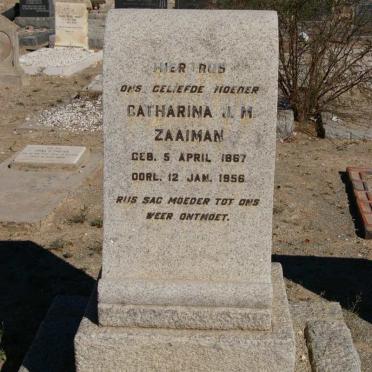 HIER RUS
ONS GELIEFDE MOEDER
CATHARINA J. M.
ZAAIMAN
GEB. 5 APRIL 1867
OORL. 12 JAN. 1956.
RUS SAG MOEDER TOT ONS
WEER ONTMOET.